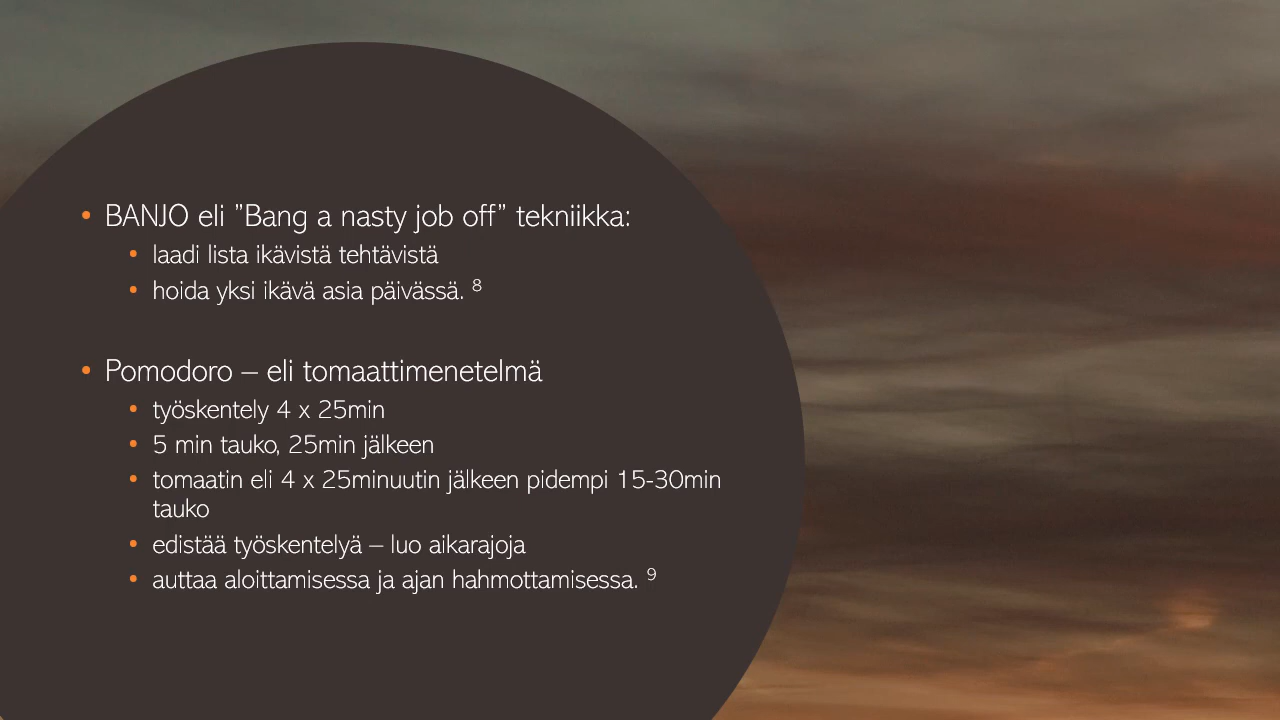 • BANJO eli ”Bang a nasty job off” tekniikka:
• laadi lista ikävistä tehtävistä
• hoida yksi ikävä asia päivässä. ⁸
• Pomodoro – eli tomaattimenetelmä
• työskentely 4 x 25min
• 5 min tauko, 25min jälkeen
• tomaatin eli 4 x 25minuutin jälkeen pidempi 15-30min
tauko
• edistää työskentelyä – luo aikarajoja
• auttaa aloittamisessa ja ajan hahmottamisessa. ⁹